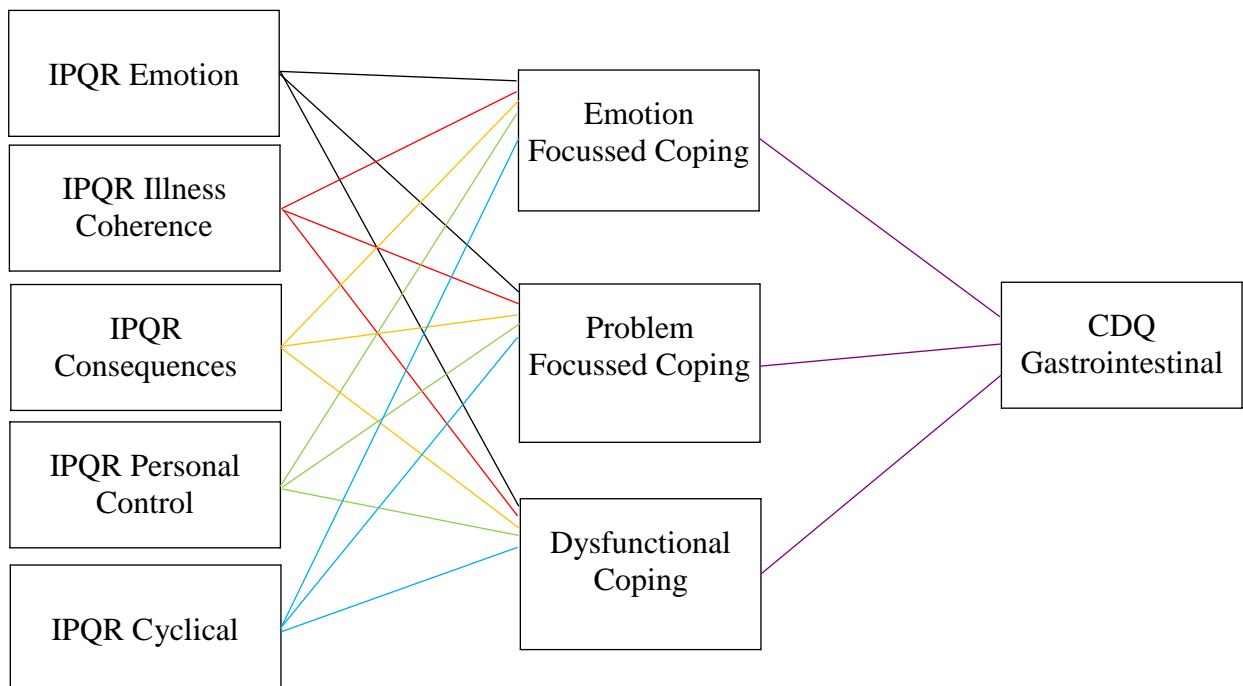 IPQR Emotion
IPQR Illness
Coherence
IPQR
Consequences
IPQR Personal
Control
IPQR Cyclical
Emotion
Focussed Coping
Problem
Focussed Coping
Dysfunctional
Coping
CDQ
Gastrointestinal